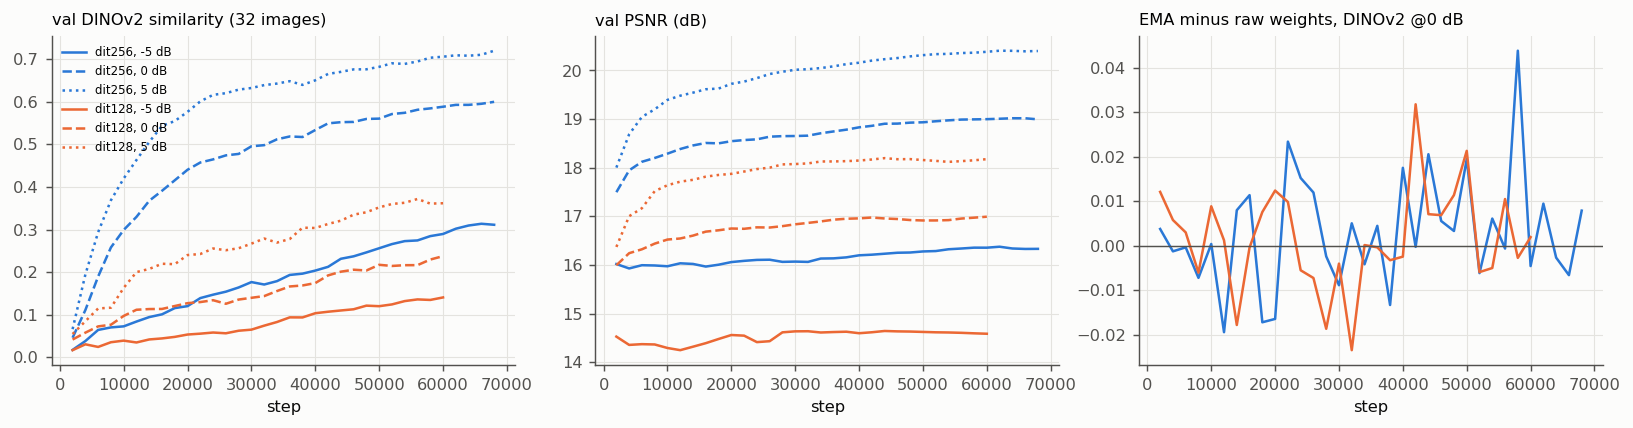 val DINOv2 similarity (32 images)
0.7
0.6
0.5
0.4
0.3
0.2
0.1
0.0
dit256, -5 dB
dit256, 0 dB
dit256, 5 dB
dit128, -5 dB
dit128, 0 dB
dit128, 5 dB
0 10000 20000 30000 40000 50000 60000 70000
step
val PSNR (dB)
20
19
18
17
16
15
14
0 10000 20000 30000 40000 50000 60000 70000
step
EMA minus raw weights, DINOv2 @0 dB
0.04
0.03
0.02
0.01
0.00
−0.01
−0.02
0 10000 20000 30000 40000 50000 60000 70000
step